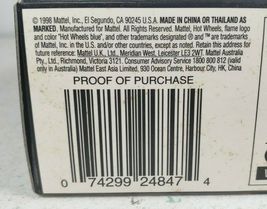 © 1998 Mattel, Inc., El Segundo, CA 90245 U.S.A. MADE IN CHINA OR THAILAND AS
MARKED. Manufactured for Mattel. All Rights Reserved. Mattel, Hot Wheels, flame logo
and color "Hot Wheels blue", and other trademarks designated ® and ™ are trademarks
of Mattel, Inc. in the U.S. and/or other countries, except as noted. Retain this address for
future reference: Mattel U.K., Ltd., Meridian West, Leicester LE3 2WT. Mattel Australia
Pty., Ltd., Richmond, Victoria 3121. Consumer Advisory Service 1800 800 812 (valid
only in Australia) Mattel East Asia Limited, 930 Ocean Centre, Harbour City, HK, China
PROOF OF PURCHASE
0 74299 24847 4